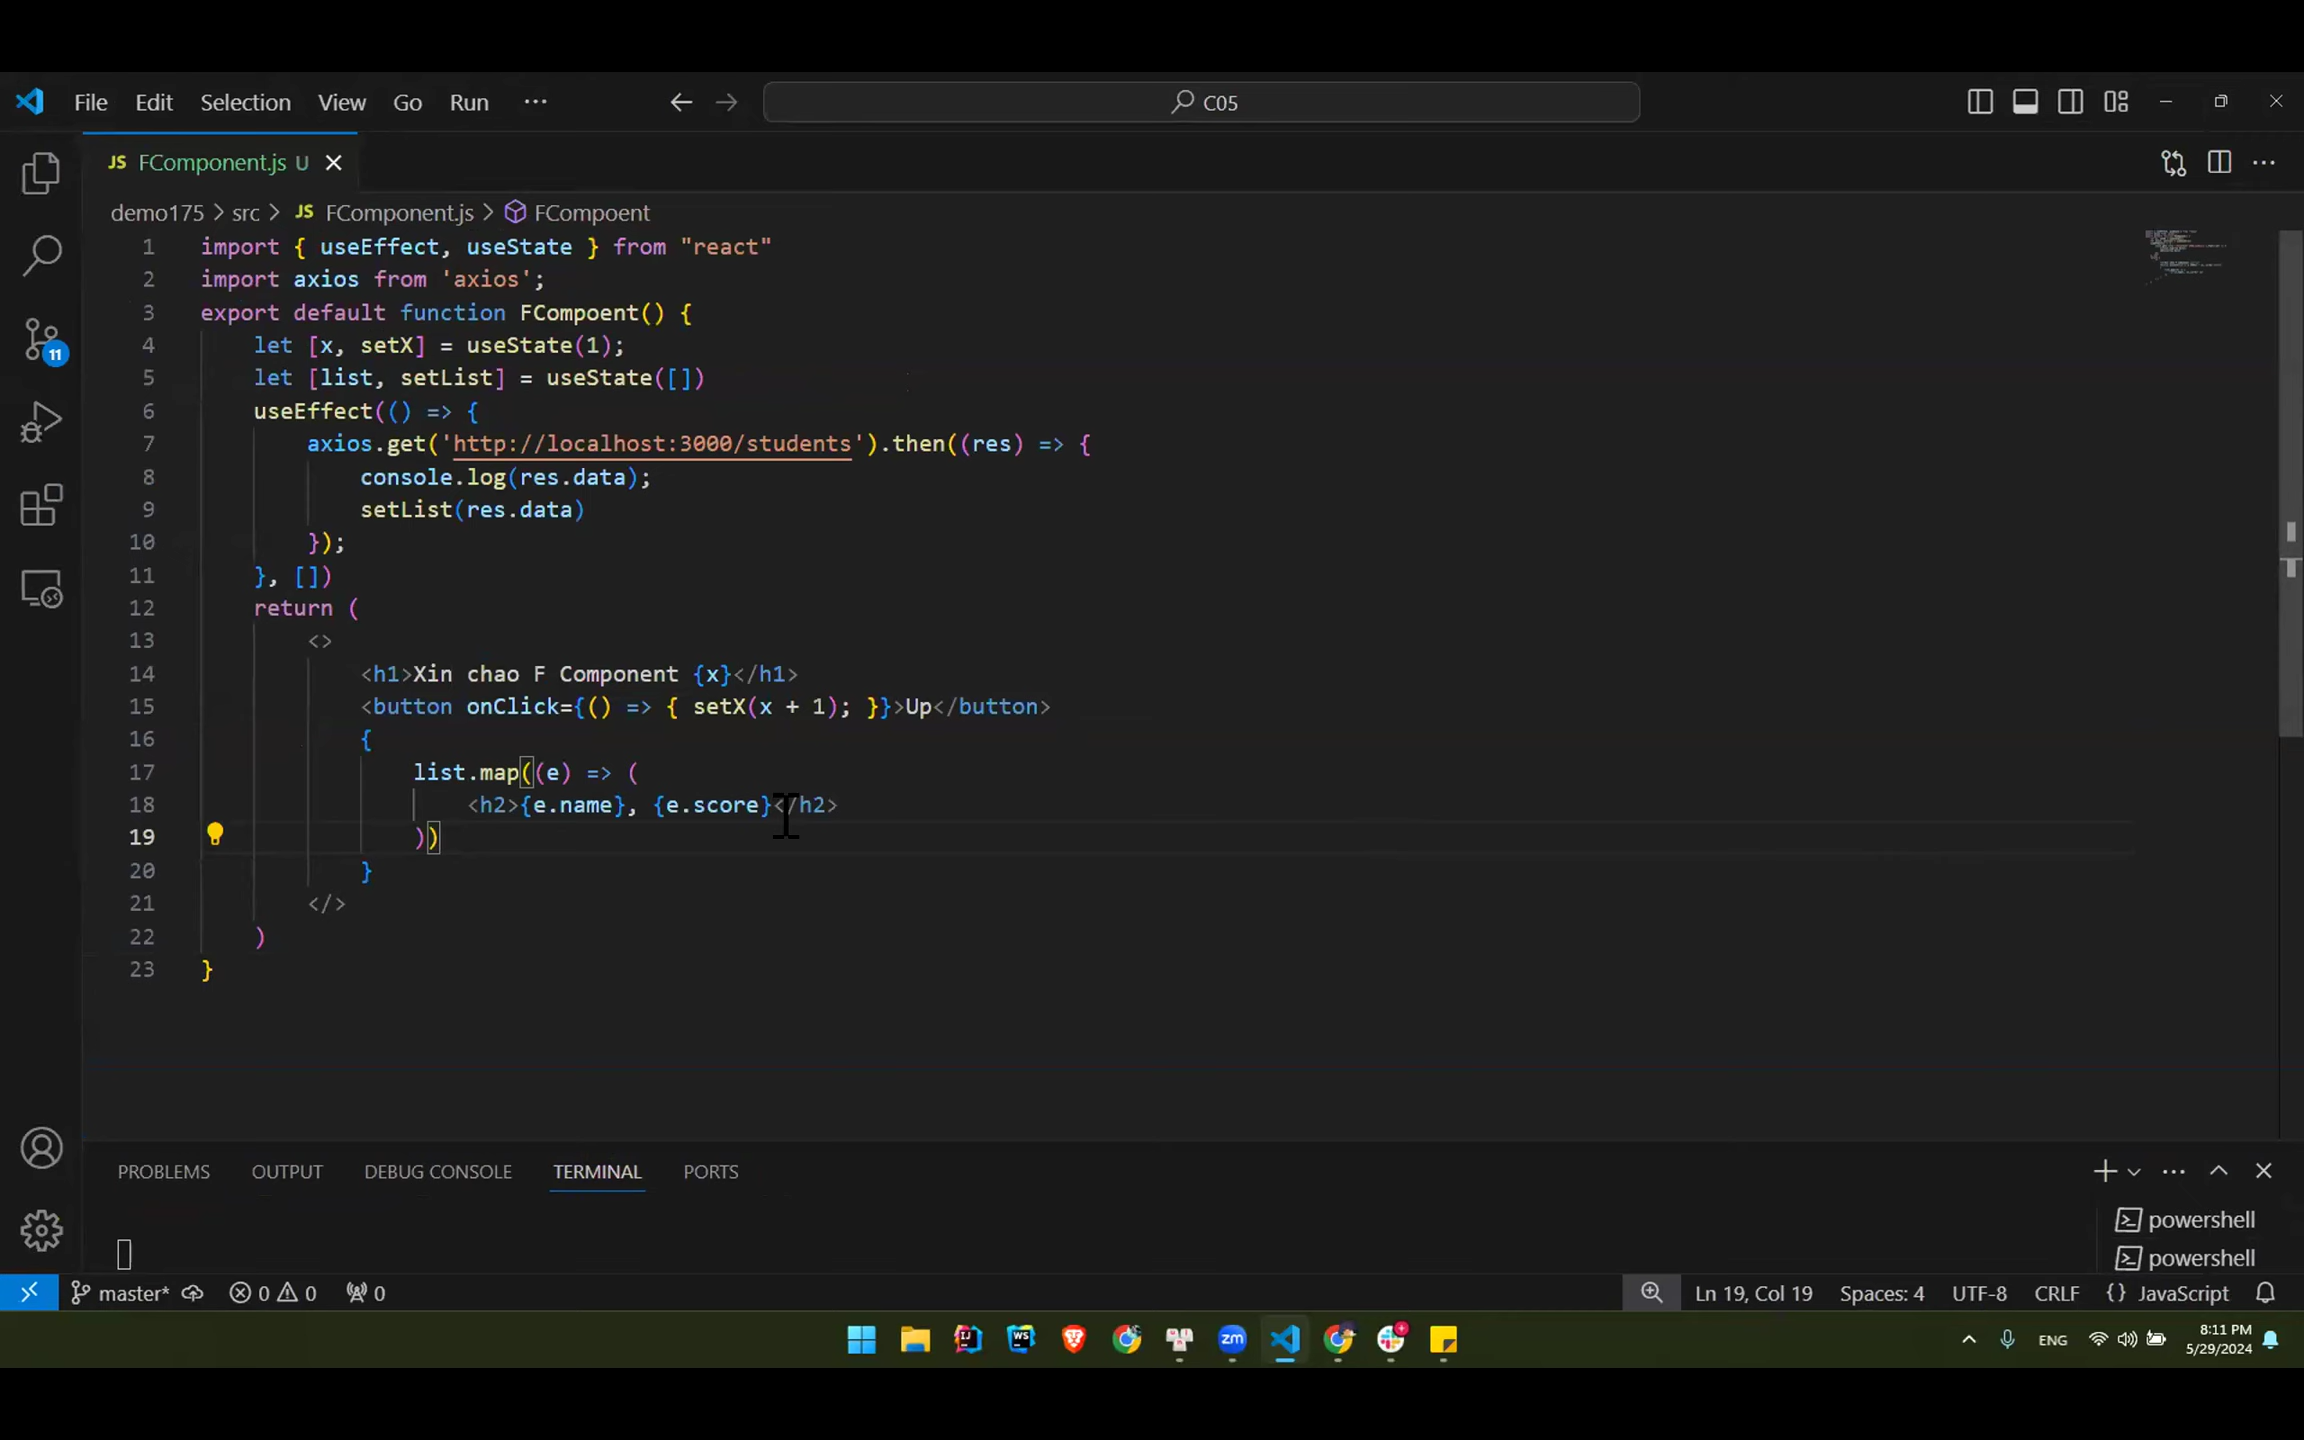 File Edit Selection View Go Run ··· C05
JS FComponent.js U
demo175 > src > JS FComponent.js > FCompoent
1 import { useEffect, useState } from "react"
2 import axios from 'axios';
3 export default function FCompoent() {
4 let [x, setX] = useState(1);
5 let [list, setList] = useState([])
6 useEffect(() => {
7 axios.get('http://localhost:3000/students').then((res) => {
8 console.log(res.data);
9 setList(res.data)
10 });
11 }, [])
12 return (
13 <>
14 <h1>Xin chao F Component {x}</h1>
15 <button onClick={() => { setX(x + 1); }}>Up</button>
16 {
17 list.map((e) => (
18 <h2>{e.name}, {e.score}</h2>
19 ))
20 }
21 </>
22 )
23 }
11
PROBLEMS OUTPUT DEBUG CONSOLE TERMINAL PORTS
powershell
powershell
master* 0 0 0 Ln 19, Col 19 Spaces: 4 UTF-8 CRLF {} JavaScript
IJ WS zm ENG 8:11 PM
5/29/2024